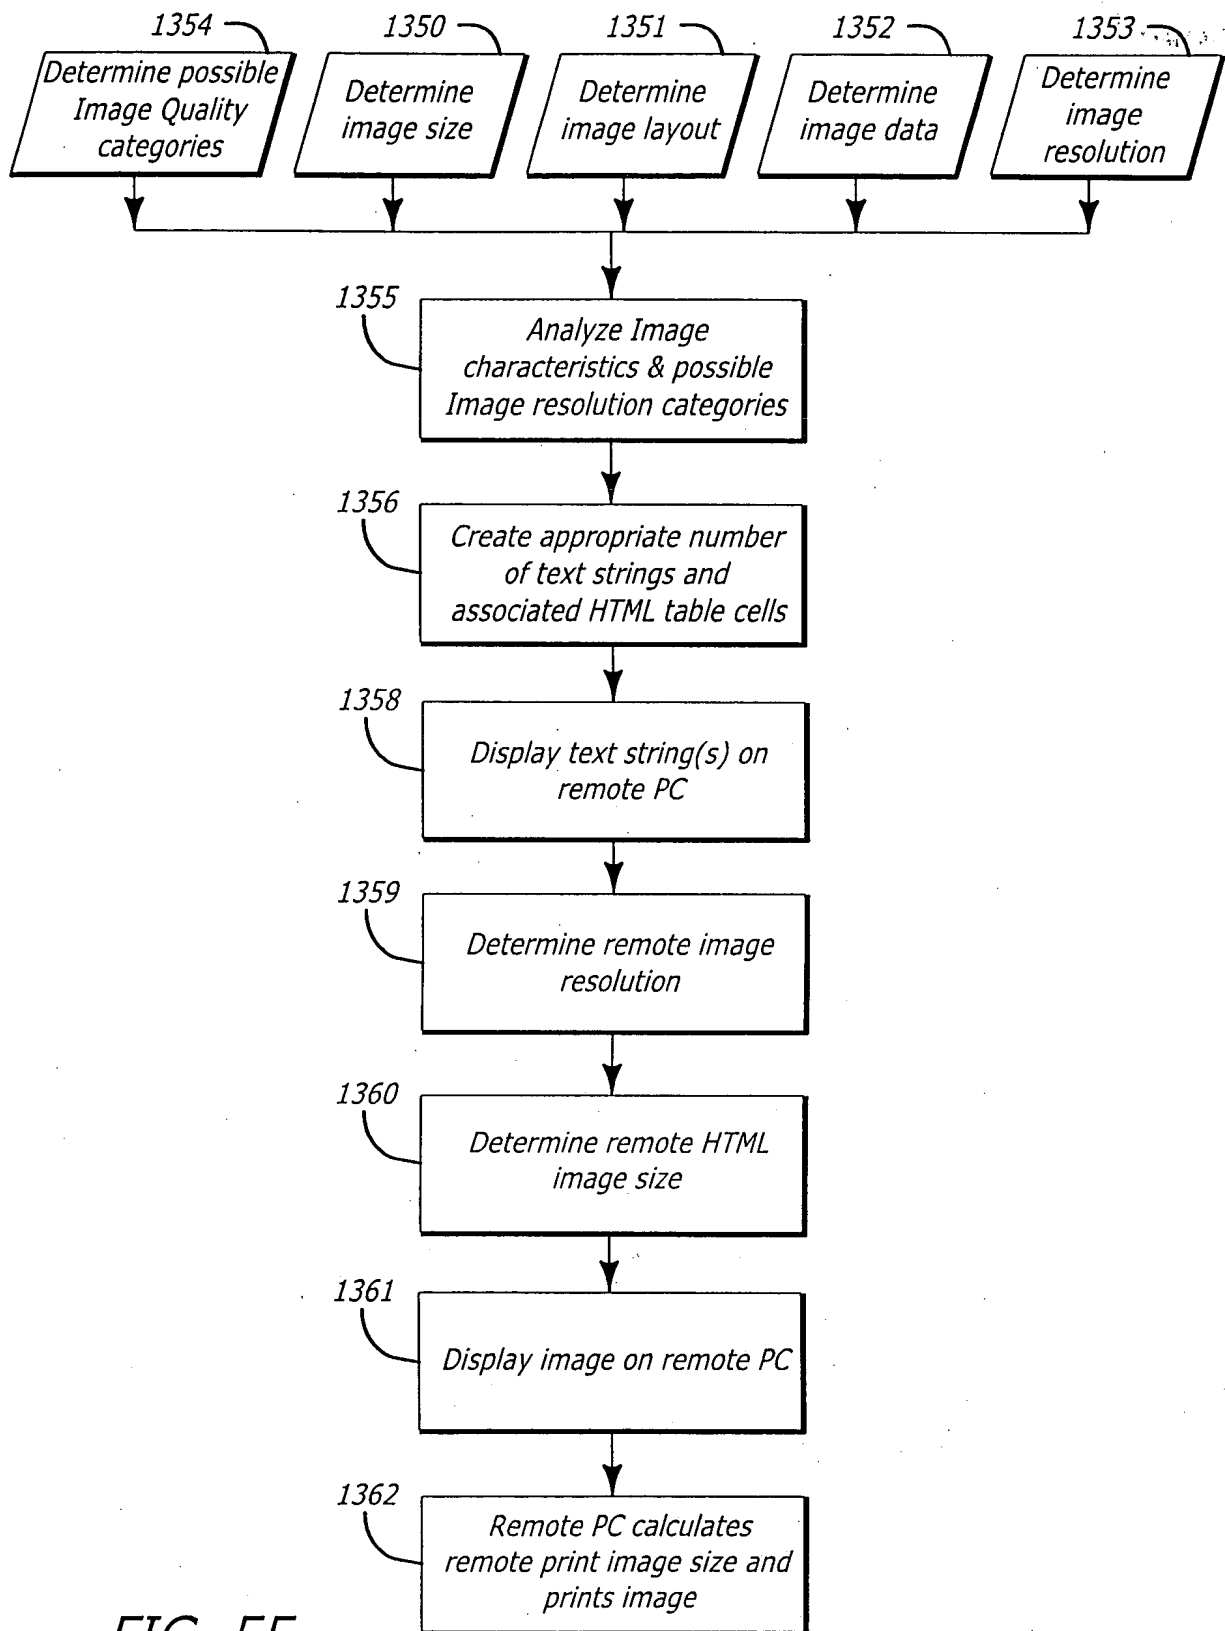 1354
1350
1351
1352
1353
Determine possible
Image Quality
categories
Determine
image size
Determine
image layout
Determine
image data
Determine
image
resolution
1355
Analyze Image
characteristics & possible
Image resolution categories
1356
Create appropriate number
of text strings and
associated HTML table cells
1358
Display text string(s) on
remote PC
1359
Determine remote image
resolution
1360
Determine remote HTML
image size
1361
Display image on remote PC
1362
Remote PC calculates
remote print image size and
prints image